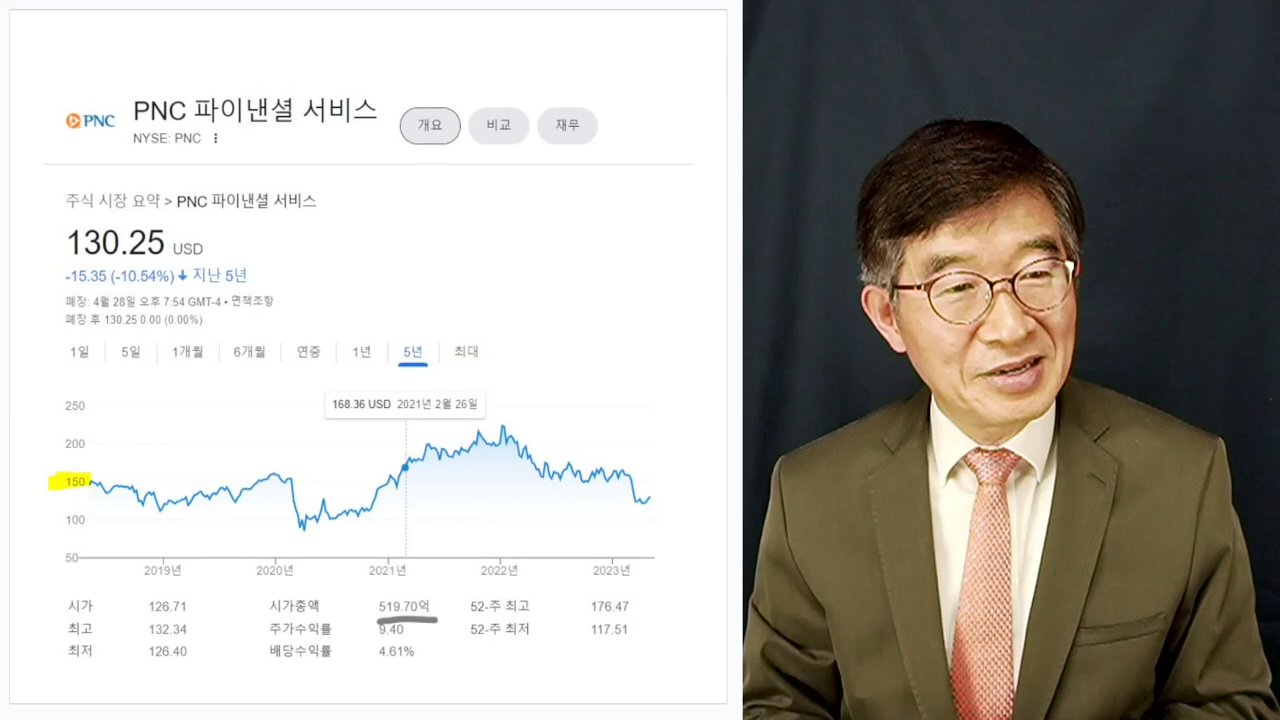 PNC
PNC 파이낸셜 서비스
NYSE: PNC
개요 비교 재무
주식 시장 요약 > PNC 파이낸셜 서비스
130.25 USD
-15.35 (-10.54%) 지난 5년
폐장: 4월 28일 오후 7:54 GMT-4 • 면책조항
폐장 후 130.25 0.00 (0.00%)
1일 5일 1개월 6개월 연중 1년 5년 최대
168.36 USD 2021년 2월 26일
250
200
150
100
50
2019년 2020년 2021년 2022년 2023년
시가 126.71 시가총액 519.70억 52-주 최고 176.47
최고 132.34 주가수익률 9.40 52-주 최저 117.51
최저 126.40 배당수익률 4.61%